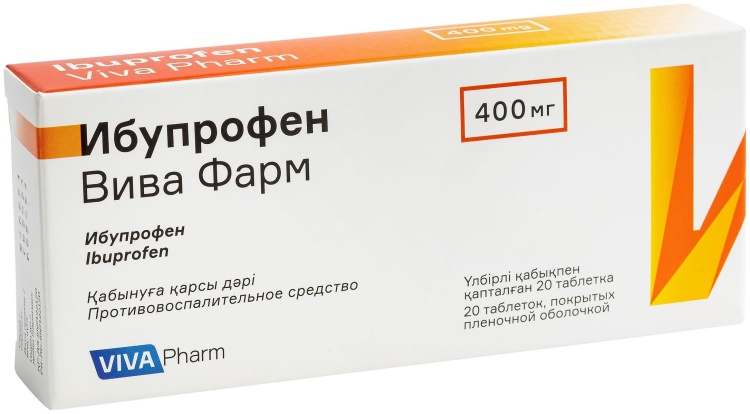 Ibuprofen
Viva Pharm
400 mg
Ибупрофен
Вива Фарм
400 мг
Ибупрофен
Ibuprofen
Қабынуға қарсы дәрі
Противовоспалительное средство
Үлбірлі қабықпен
қапталған 20 таблетка
20 таблеток, покрытых
пленочной оболочкой
VIVA Pharm